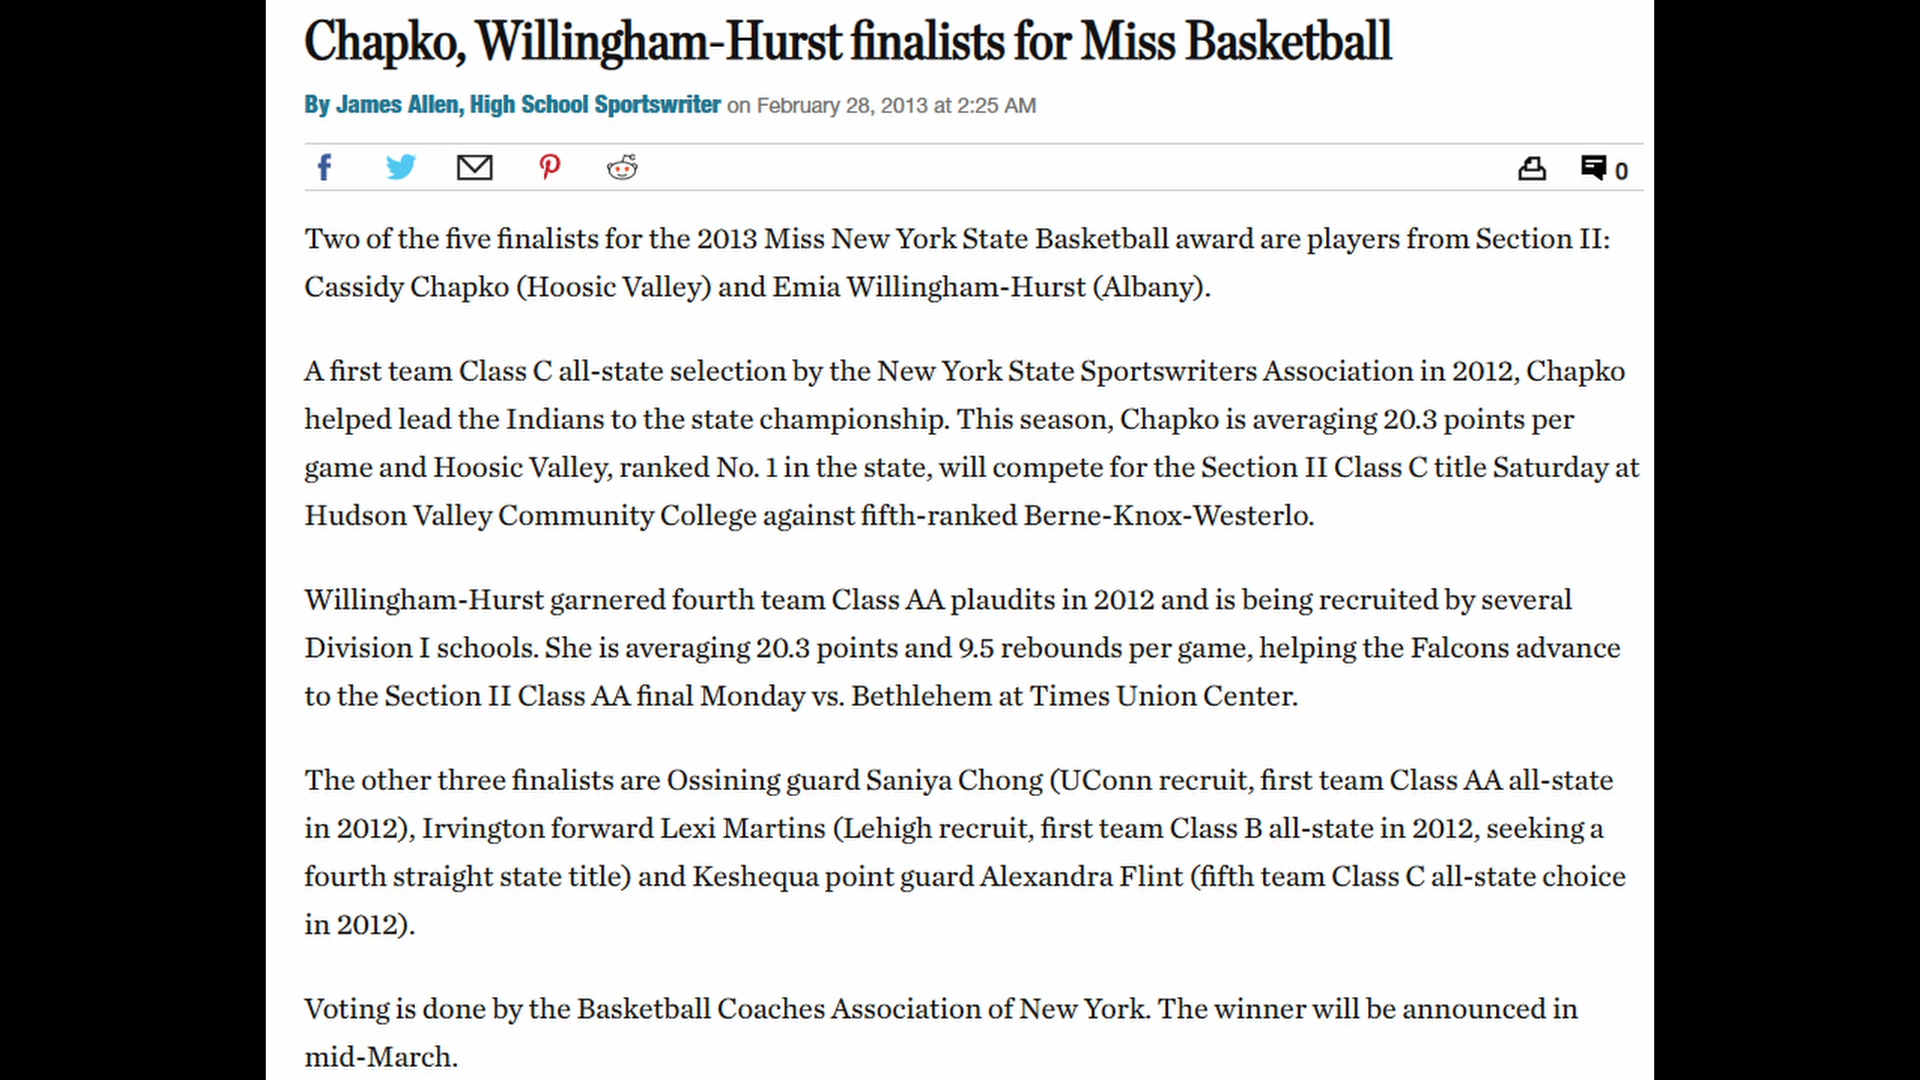 Chapko, Willingham-Hurst finalists for Miss Basketball
By James Allen, High School Sportswriter on February 28, 2013 at 2:25 AM
0
Two of the five finalists for the 2013 Miss New York State Basketball award are players from Section II:
Cassidy Chapko (Hoosic Valley) and Emia Willingham-Hurst (Albany).
A first team Class C all-state selection by the New York State Sportswriters Association in 2012, Chapko
helped lead the Indians to the state championship. This season, Chapko is averaging 20.3 points per
game and Hoosic Valley, ranked No. 1 in the state, will compete for the Section II Class C title Saturday at
Hudson Valley Community College against fifth-ranked Berne-Knox-Westerlo.
Willingham-Hurst garnered fourth team Class AA plaudits in 2012 and is being recruited by several
Division I schools. She is averaging 20.3 points and 9.5 rebounds per game, helping the Falcons advance
to the Section II Class AA final Monday vs. Bethlehem at Times Union Center.
The other three finalists are Ossining guard Saniya Chong (UConn recruit, first team Class AA all-state
in 2012), Irvington forward Lexi Martins (Lehigh recruit, first team Class B all-state in 2012, seeking a
fourth straight state title) and Keshequa point guard Alexandra Flint (fifth team Class C all-state choice
in 2012).
Voting is done by the Basketball Coaches Association of New York. The winner will be announced in
mid-March.